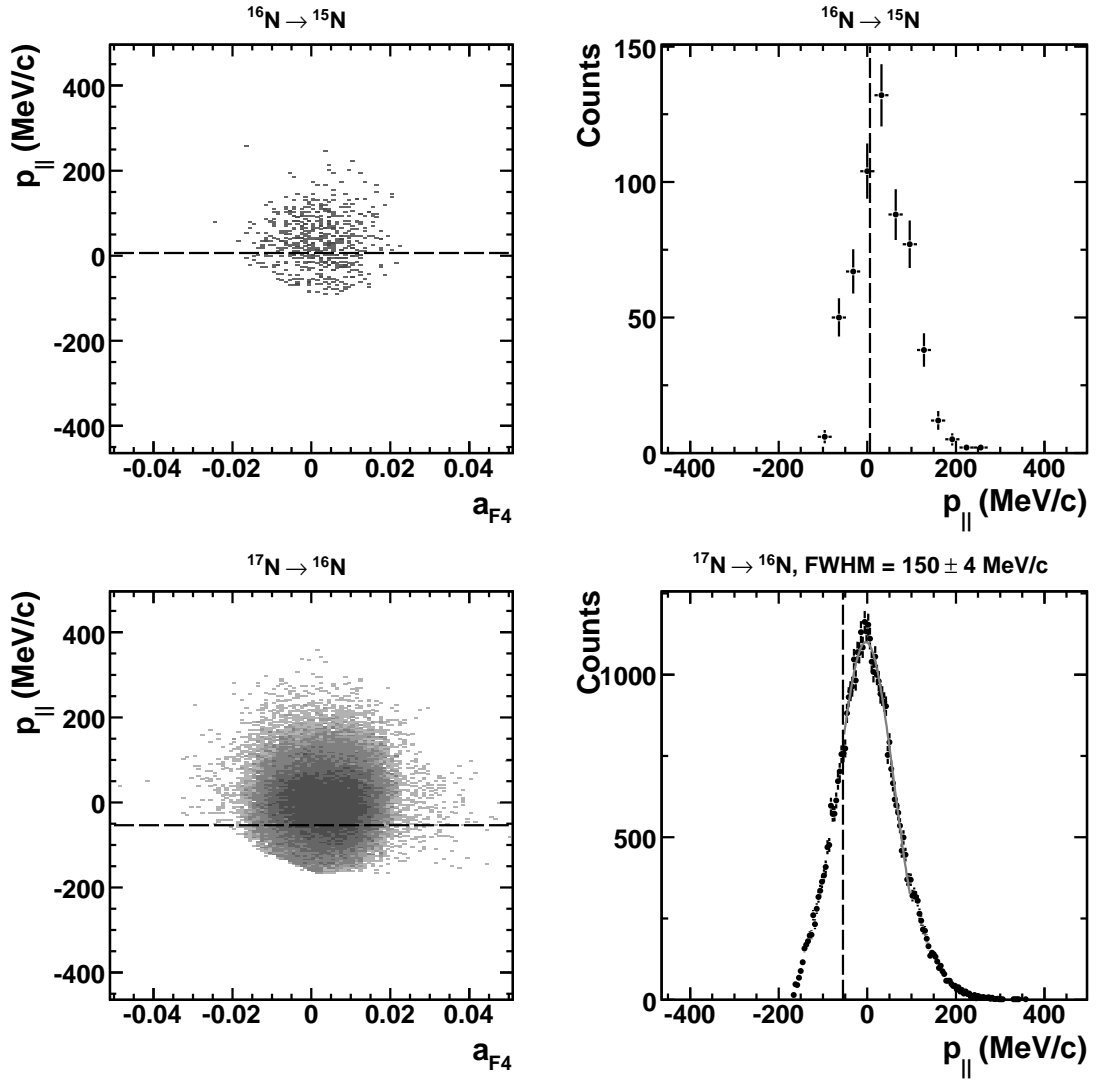 ¹⁶N → ¹⁵N
p|| (MeV/c)
400
200
0
-200
-400
-0.04 -0.02 0 0.02 0.04
aF4
¹⁶N → ¹⁵N
Counts
150
100
50
0
-400 -200 0 200 400
p|| (MeV/c)
¹⁷N → ¹⁶N
p|| (MeV/c)
400
200
0
-200
-400
-0.04 -0.02 0 0.02 0.04
aF4
¹⁷N → ¹⁶N, FWHM = 150 ± 4 MeV/c
Counts
1000
500
0
-400 -200 0 200 400
p|| (MeV/c)